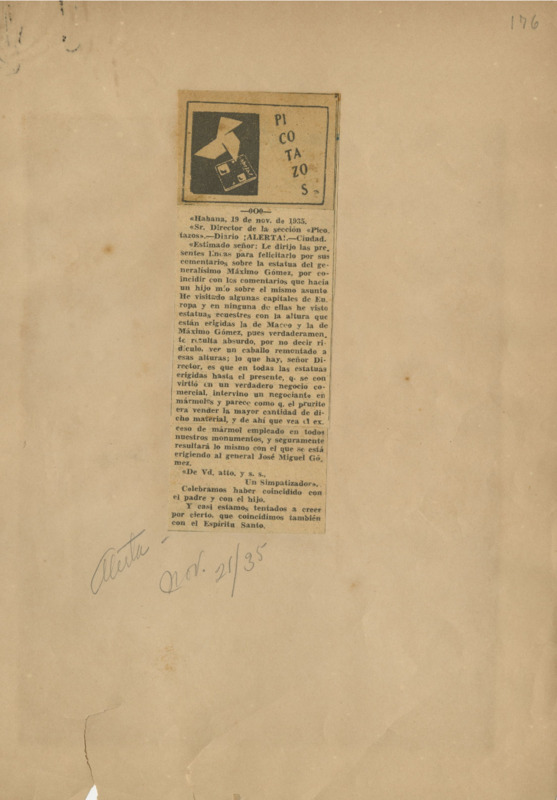 176
PI
CO
TA
ZO
S
—oOo—
«Habana, 19 de nov. de 1935.
«Sr. Director de la sección «Pico,
tazos».—Diario ¡ALERTA!.—Ciudad.
«Estimado señor: Le dirijo las pre,
sentes líneas para felicitarlo por sus
comentarios sobre la estatua del ge-
neralísimo Máximo Gómez, por co-
incidir con los comentarios que hacía
un hijo mío sobre el mismo asunto
He visitado algunas capitales de Eu,
ropa y en ninguna de ellas he visto
estatuas ecuestres con la altura que
están erigidas la de Maceo y la de
Máximo Gómez, pues verdaderamen,
te resulta absurdo, por no decir ri-
dículo, ver un caballo remontado a
esas alturas; lo que hay, señor Di-
rector, es que en todas las estatuas
erigidas hasta el presente, q. se con
virtió en un verdadero negocio co-
mercial, intervino un negociante en
mármoles y parece como q. el prurito
era vender la mayor cantidad de di-
cho material, y de ahí que vea el ex
ceso de mármol empleado en todos
nuestros monumentos, y seguramente
resultará lo mismo con el que se está
erigiendo al general José Miguel Gó
mez.
«De Vd. atto. y s. s.,
Un Simpatizador».
Celebramos haber coincidido con
el padre y con el hijo.
Y casi estamos tentados a creer
por cierto, que coincidimos también
con el Espíritu Santo.
Alerta -
Nov. 21/35